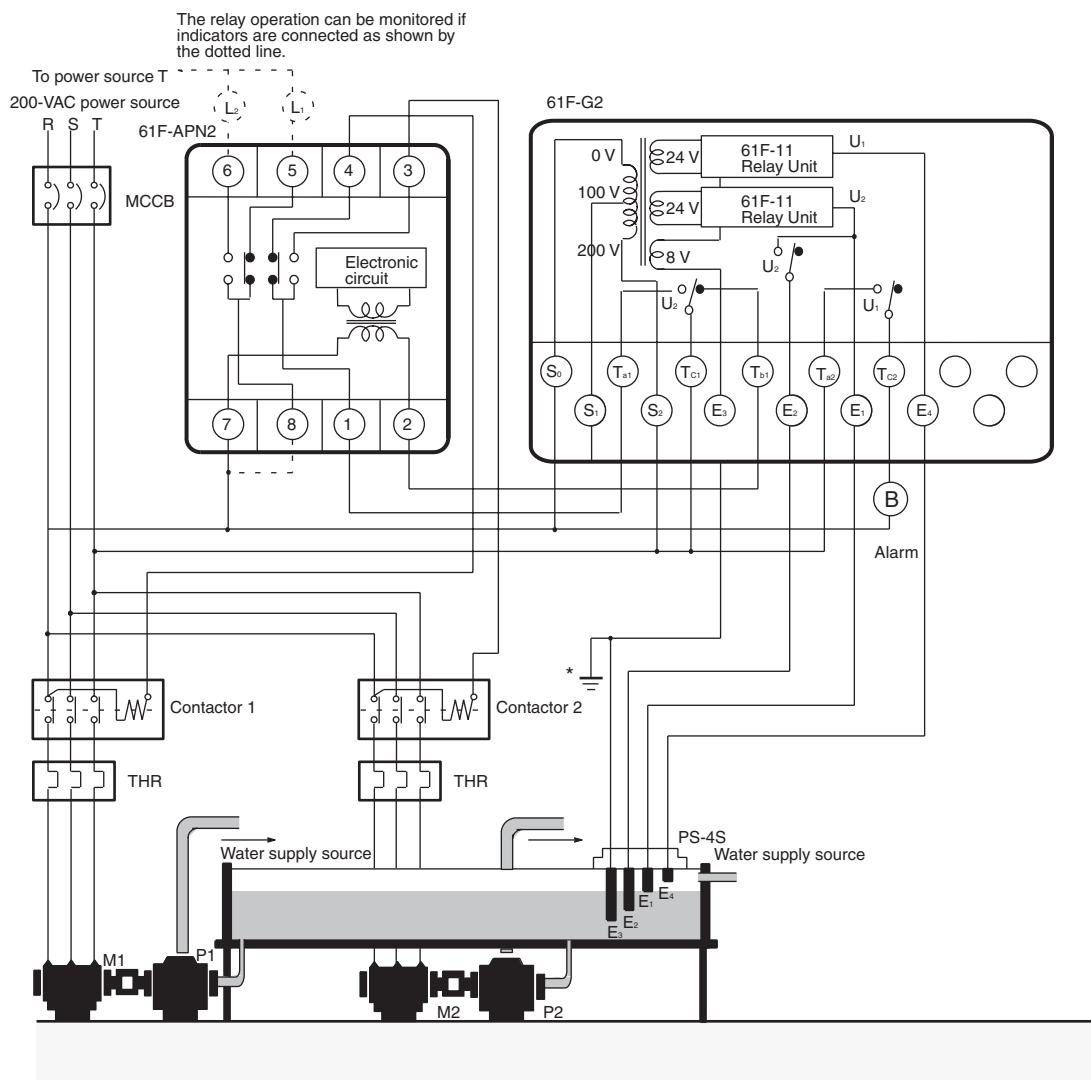 The relay operation can be monitored if
indicators are connected as shown by
the dotted line.
To power source T
200-VAC power source
R S T
L2
L1
61F-APN2
61F-G2
MCCB
6 5 4 3
Electronic
circuit
7 8 1 2
0 V
100 V
200 V
24 V
24 V
8 V
61F-11
Relay Unit
61F-11
Relay Unit
U1
U2
U2
U2
U1
S0 Ta1 TC1 Tb1 Ta2 TC2
S1 S2 E3 E2 E1 E4
B
Alarm
*
Contactor 1
Contactor 2
THR
THR
PS-4S
Water supply source
Water supply source
E4
E1
E2
E3
M1
P1
M2
P2